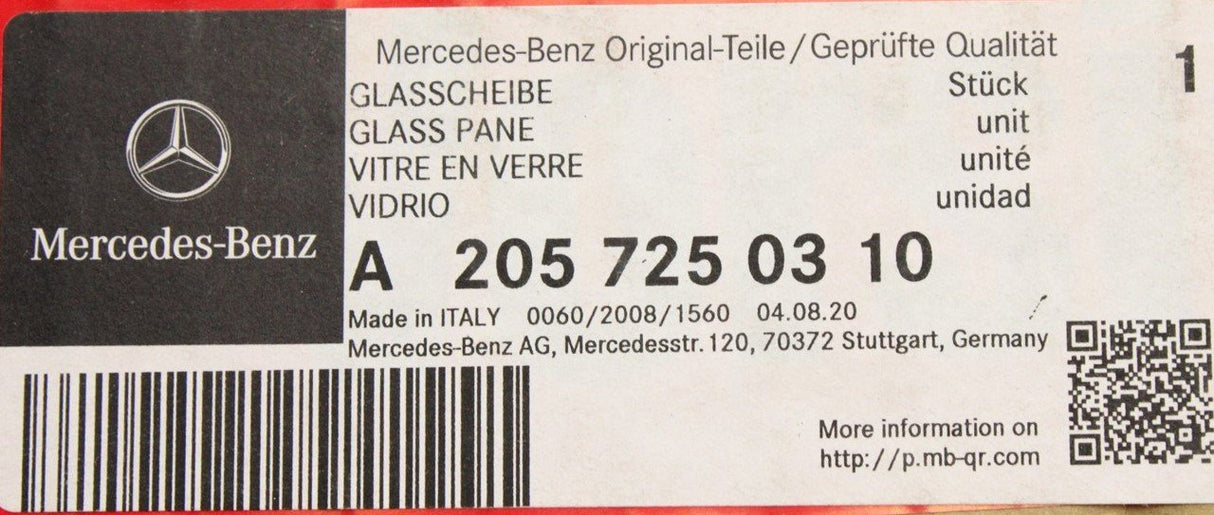 Mercedes-Benz
Mercedes-Benz Original-Teile/Geprüfte Qualität
1
GLASSCHEIBE Stück
GLASS PANE unit
VITRE EN VERRE unité
VIDRIO unidad
A 205 725 03 10
Made in ITALY 0060/2008/1560 04.08.20
Mercedes-Benz AG, Mercedesstr. 120, 70372 Stuttgart, Germany
More information on
http://p.mb-qr.com